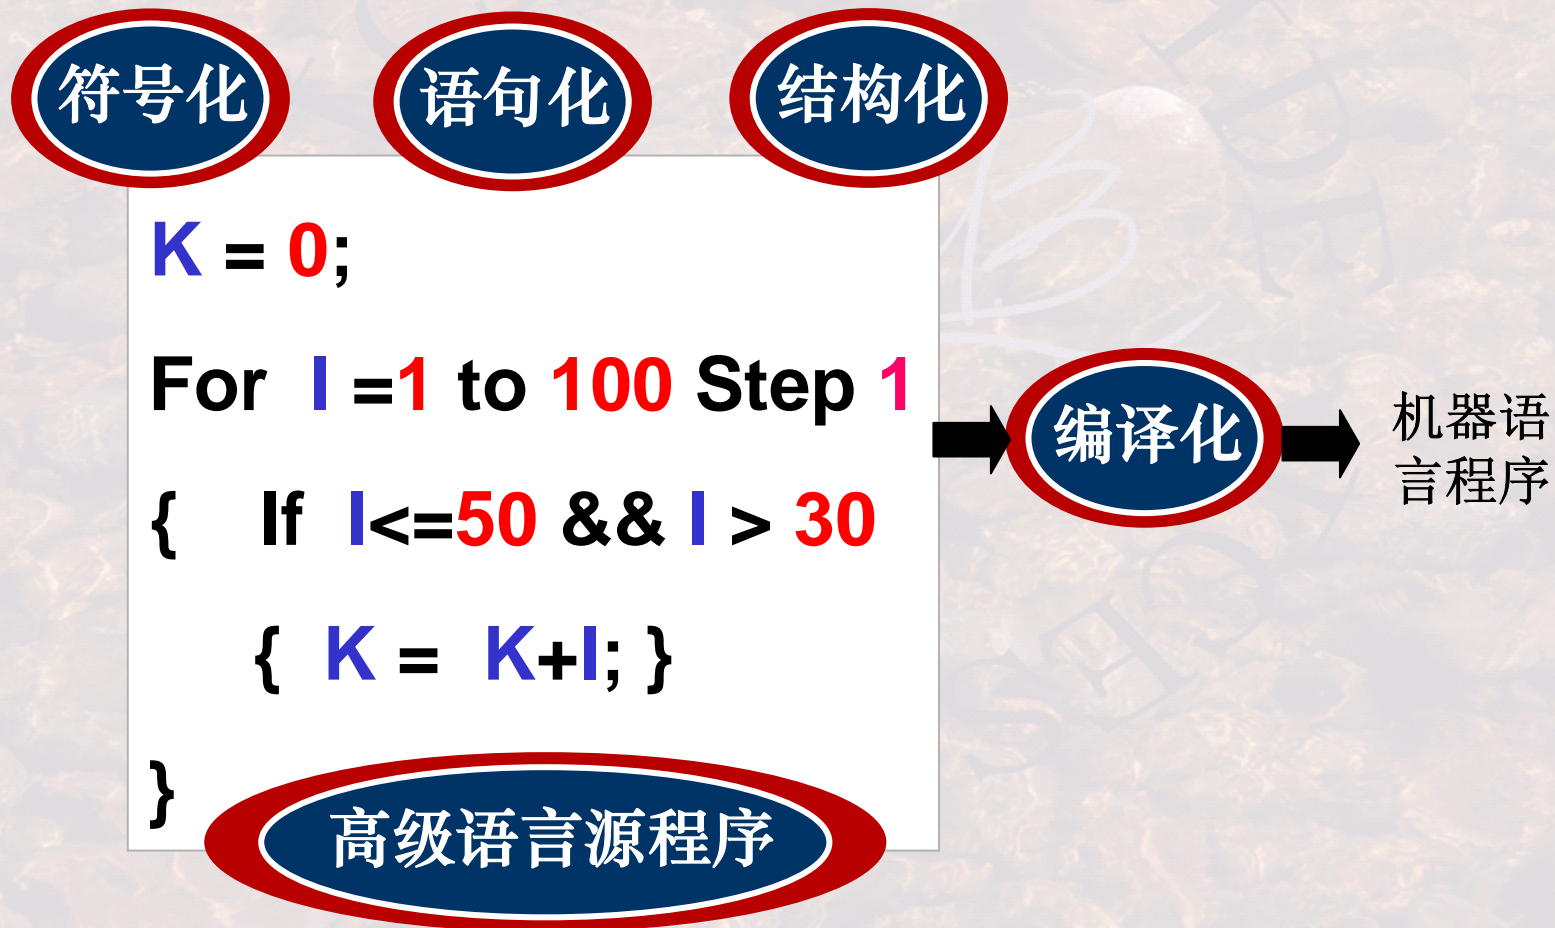 符号化 语句化 结构化
K = 0;
For I =1 to 100 Step 1
{ If I<=50 && I > 30
{ K = K+I; }
}
高级语言源程序
编译化
机器语
言程序